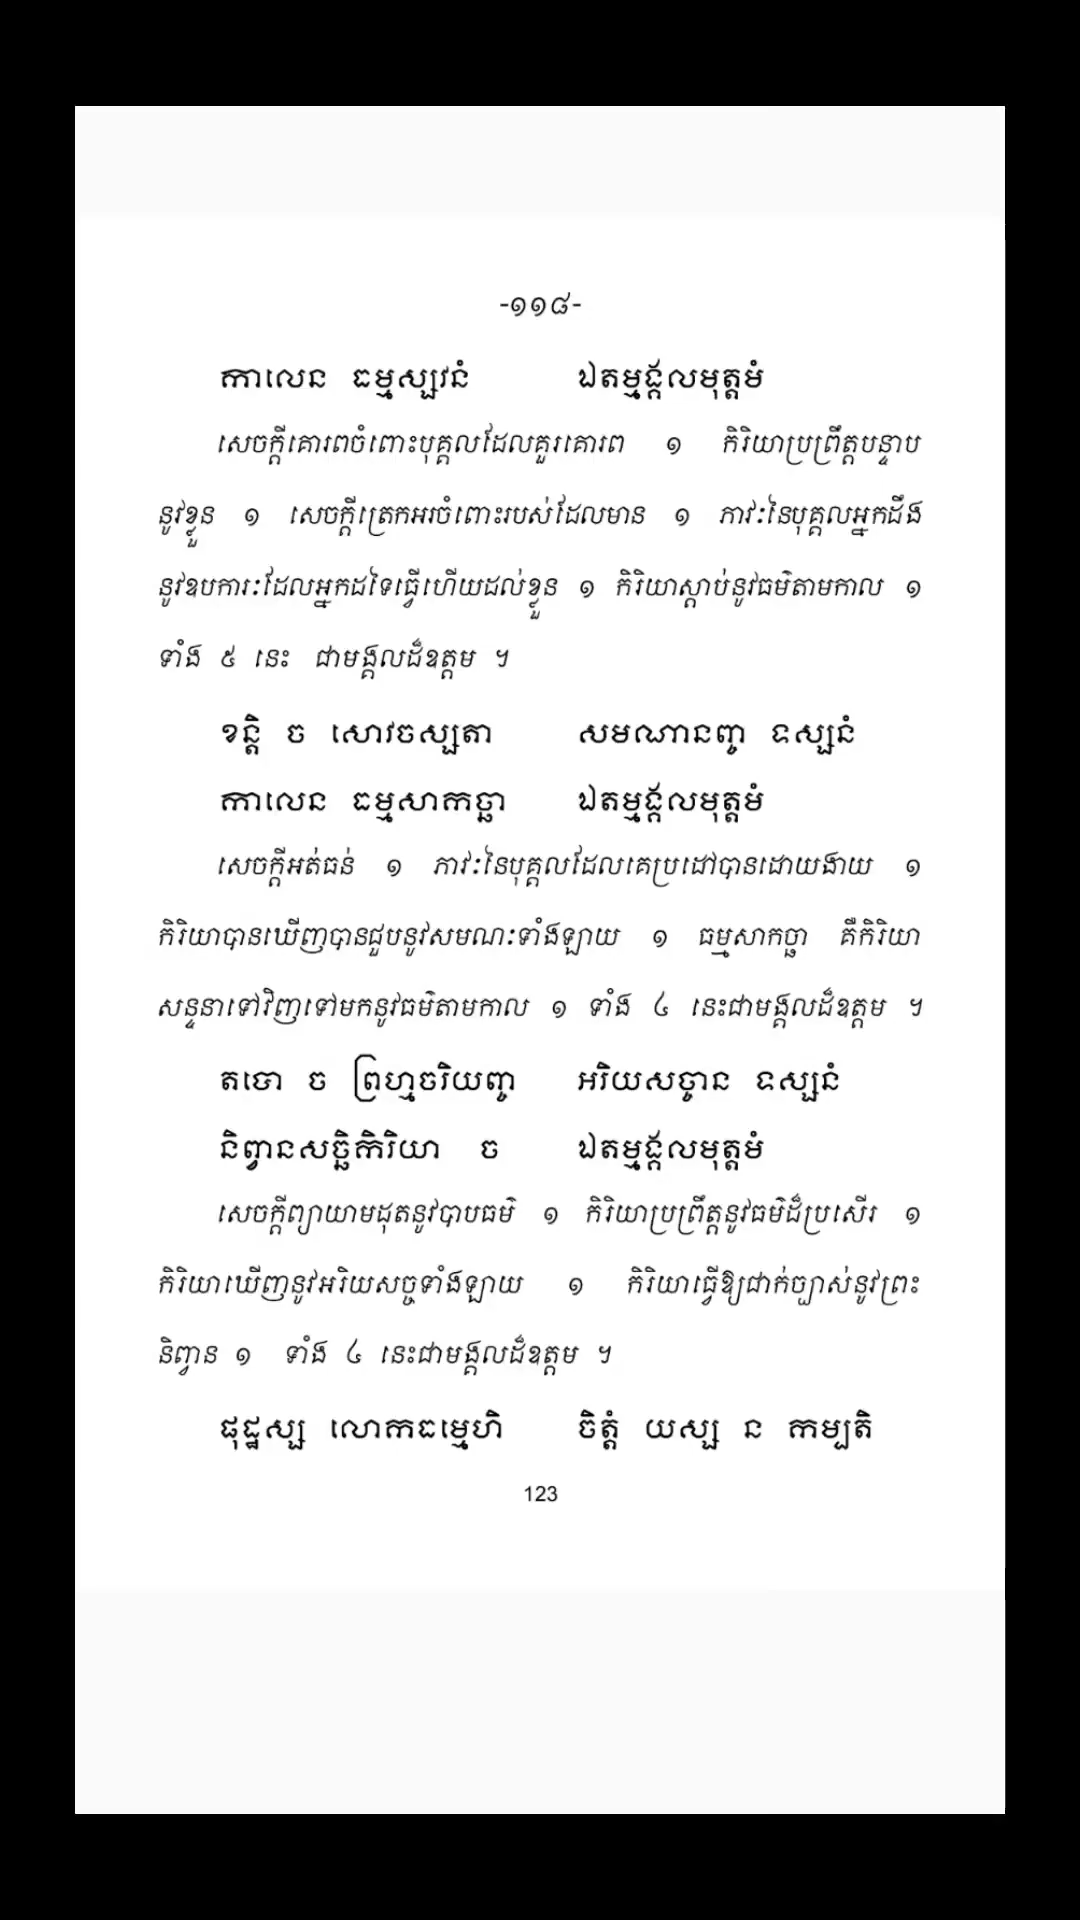 -១១៨-
កាលេន ធម្មស្សវនំ ឯតម្មង្គលមុត្តមំ
សេចក្តីគោរពចំពោះបុគ្គលដែលគួរគោរព ១ កិរិយាប្រព្រឹត្តបន្ទាប
នូវខ្លួន ១ សេចក្តីត្រេកអរចំពោះរបស់ដែលមាន ១ ភាវៈនៃបុគ្គលអ្នកដឹង
នូវឧបការៈដែលអ្នកដទៃធ្វើហើយដល់ខ្លួន ១ កិរិយាស្តាប់នូវធម៌តាមកាល ១
ទាំង ៥ នេះ ជាមង្គលដ៏ឧត្តម ។
ខន្តិ ច សោវចស្សតា សមណានញ្ច ទស្សនំ
កាលេន ធម្មសាកច្ឆា ឯតម្មង្គលមុត្តមំ
សេចក្តីអត់ធន់ ១ ភាវៈនៃបុគ្គលដែលគេប្រដៅបានដោយងាយ ១
កិរិយាបានឃើញបានជួបនូវសមណៈទាំងឡាយ ១ ធម្មសាកច្ឆា គឺកិរិយា
សន្ទនាទៅវិញទៅមកនូវធម៌តាមកាល ១ ទាំង ៤ នេះជាមង្គលដ៏ឧត្តម ។
តបោ ច ព្រហ្មចរិយញ្ច អរិយសច្ចាន ទស្សនំ
និព្វានសច្ឆិកិរិយា ច ឯតម្មង្គលមុត្តមំ
សេចក្តីព្យាយាមដុតនូវបាបធម៌ ១ កិរិយាប្រព្រឹត្តនូវធម៌ដ៏ប្រសើរ ១
កិរិយាឃើញនូវអរិយសច្ចទាំងឡាយ ១ កិរិយាធ្វើឱ្យជាក់ច្បាស់នូវព្រះ
និព្វាន ១ ទាំង ៤ នេះជាមង្គលដ៏ឧត្តម ។
ផុដ្ឋស្ស លោកធម្មេហិ ចិត្តំ យស្ស ន កម្បតិ
123